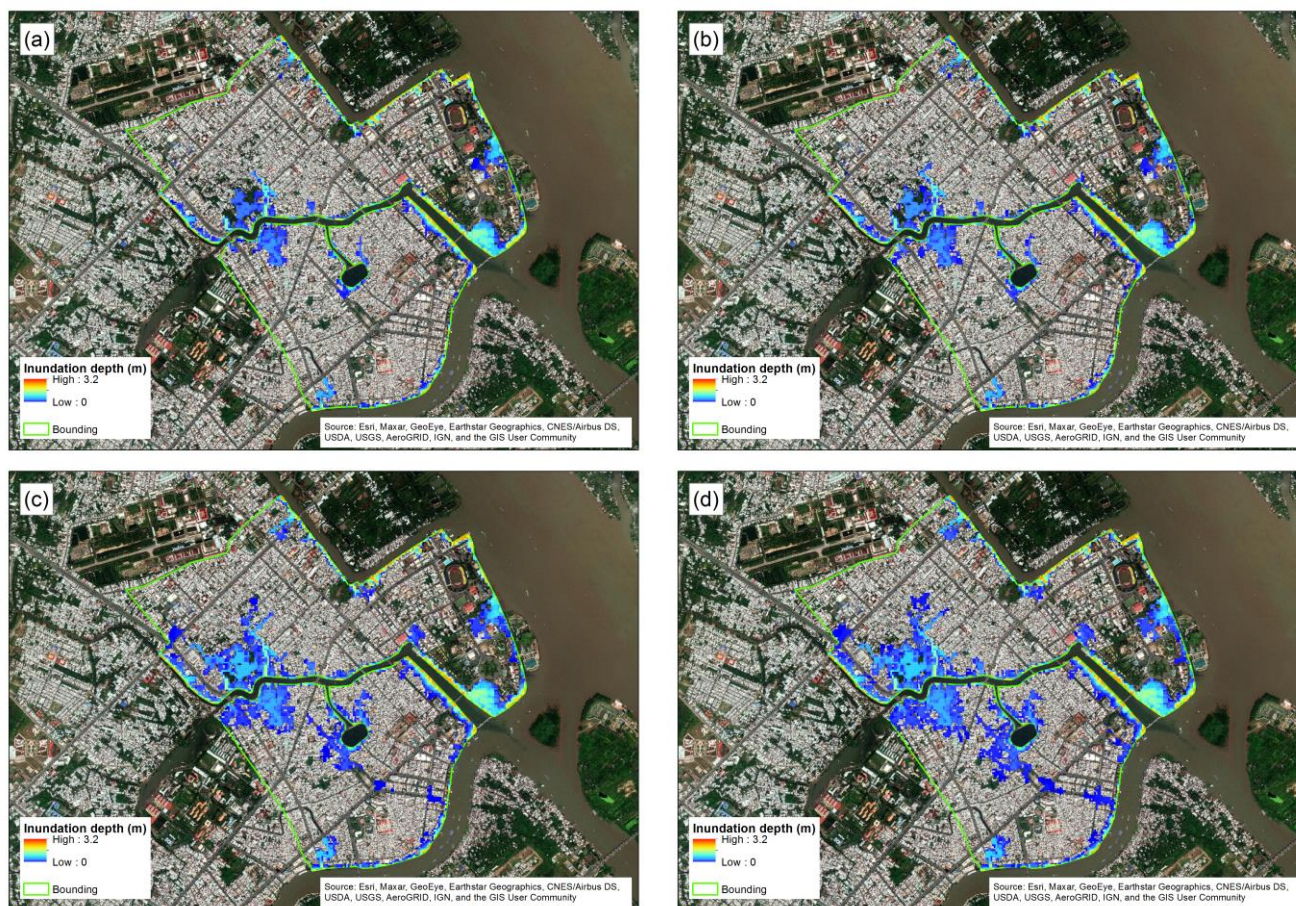 (a)
Inundation depth (m)
High : 3.2
Low : 0
Bounding
Source: Esri, Maxar, GeoEye, Earthstar Geographics, CNES/Airbus DS,
USDA, USGS, AeroGRID, IGN, and the GIS User Community
(b)
Inundation depth (m)
High : 3.2
Low : 0
Bounding
Source: Esri, Maxar, GeoEye, Earthstar Geographics, CNES/Airbus DS,
USDA, USGS, AeroGRID, IGN, and the GIS User Community
(c)
Inundation depth (m)
High : 3.2
Low : 0
Bounding
Source: Esri, Maxar, GeoEye, Earthstar Geographics, CNES/Airbus DS,
USDA, USGS, AeroGRID, IGN, and the GIS User Community
(d)
Inundation depth (m)
High : 3.2
Low : 0
Bounding
Source: Esri, Maxar, GeoEye, Earthstar Geographics, CNES/Airbus DS,
USDA, USGS, AeroGRID, IGN, and the GIS User Community